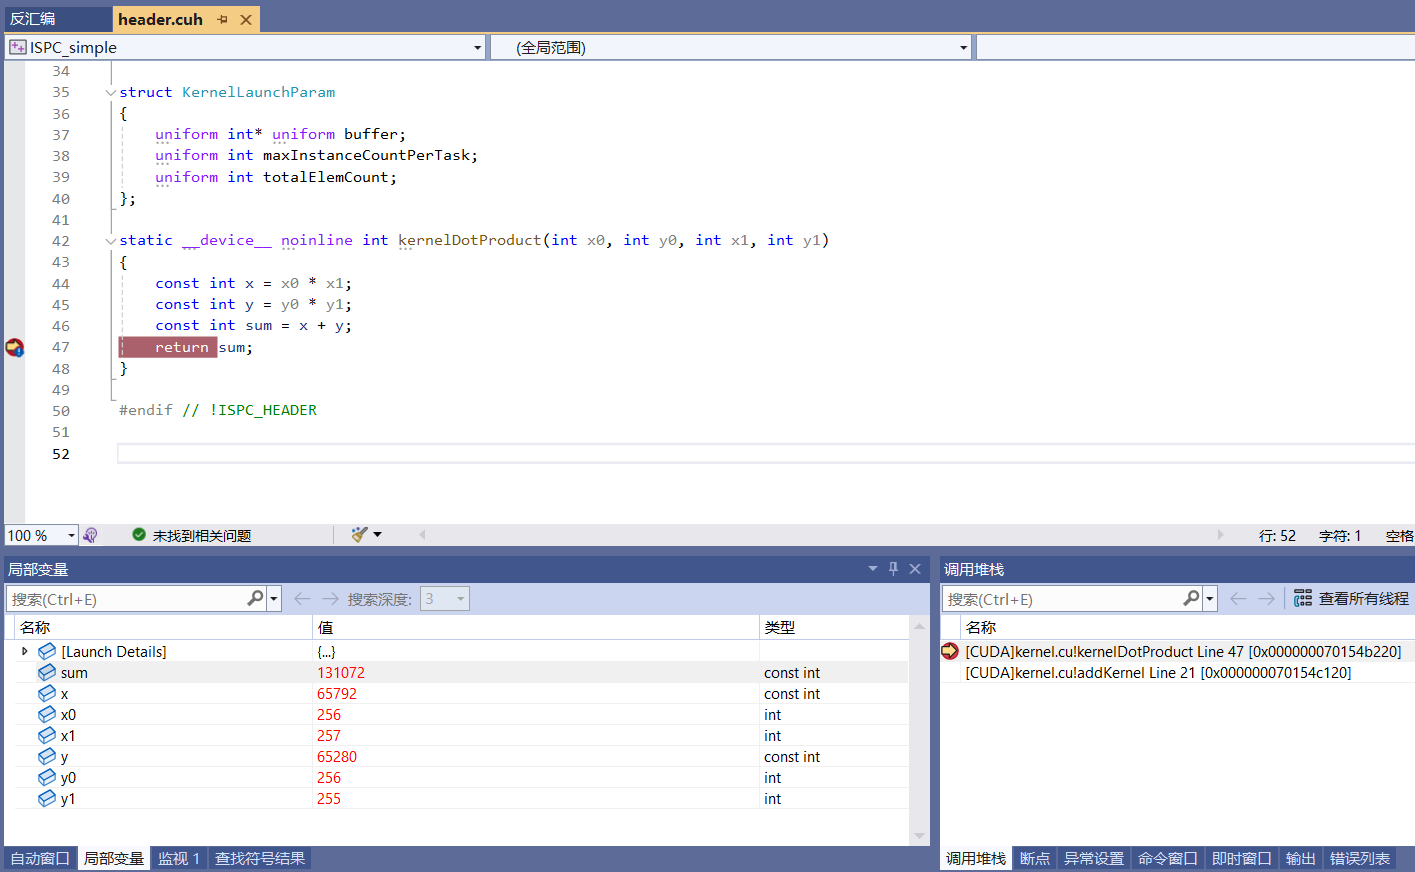 反汇编 header.cuh
ISPC_simple (全局范围)
34
35 struct KernelLaunchParam
36 {
37 uniform int* uniform buffer;
38 uniform int maxInstanceCountPerTask;
39 uniform int totalElemCount;
40 };
41
42 static __device__ noinline int kernelDotProduct(int x0, int y0, int x1, int y1)
43 {
44 const int x = x0 * x1;
45 const int y = y0 * y1;
46 const int sum = x + y;
47 return sum;
48 }
49
50 #endif // !ISPC_HEADER
51
52
100 % 未找到相关问题 行: 52 字符: 1 空格
局部变量
搜索(Ctrl+E) 搜索深度: 3
名称 值 类型
[Launch Details] {...}
sum 131072 const int
x 65792 const int
x0 256 int
x1 257 int
y 65280 const int
y0 256 int
y1 255 int
自动窗口 局部变量 监视 1 查找符号结果
调用堆栈
搜索(Ctrl+E) 查看所有线程
名称
[CUDA]kernel.cu!kernelDotProduct Line 47 [0x000000070154b220]
[CUDA]kernel.cu!addKernel Line 21 [0x000000070154c120]
调用堆栈 断点 异常设置 命令窗口 即时窗口 输出 错误列表